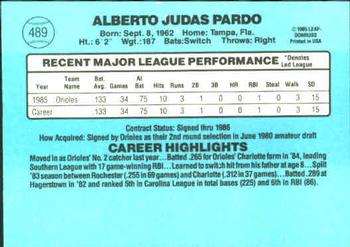 489
ALBERTO JUDAS PARDO
©1985 LEAF-
DONRUSS
Printed in USA
Born: Sept. 8, 1962 Home: Tampa, Fla.
Ht: 6'2" Wgt.:187 Bats:Switch Throws: Right
RECENT MAJOR LEAGUE PERFORMANCE *Denotes Led League
Year Team Name Bat. Avg. Games At Bat Hits Runs 2B 3B HR RBI Steal Walk SO
1985 Orioles .133 34 75 10 3 1 0 0 1 0 3 15
Career .133 34 75 10 3 1 0 0 1 0 3 15
Contract Status: Signed thru 1986
How Acquired: Signed by Orioles as their 2nd round selection in June 1980 amateur draft
CAREER HIGHLIGHTS
Moved in as Orioles' No. 2 catcher last year...Batted .265 for Orioles' Charlotte farm in '84, leading
Southern League with 17 game-winning RBI...Learned to switch hit from his father at age 8...Split
'83 season between Rochester (.255 in 69 games) and Charlotte (.312 in 37 games)...Batted .289 at
Hagerstown in '82 and ranked 5th in Carolina League in total bases (225) and 6th in RBI (86).